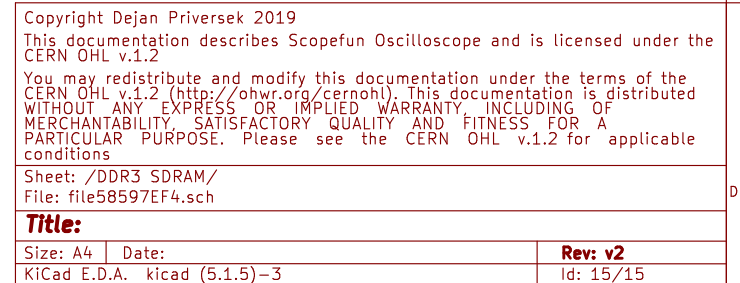 Copyright Dejan Priversek 2019
This documentation describes Scopefun Oscilloscope and is licensed under the
CERN OHL v.1.2
You may redistribute and modify this documentation under the terms of the
CERN OHL v.1.2 (http://ohwr.org/cernohl). This documentation is distributed
WITHOUT ANY EXPRESS OR IMPLIED WARRANTY, INCLUDING OF
MERCHANTABILITY, SATISFACTORY QUALITY AND FITNESS FOR A
PARTICULAR PURPOSE. Please see the CERN OHL v.1.2 for applicable
conditions
Sheet: /DDR3 SDRAM/
File: file58597EF4.sch
D
Title:
Size: A4 Date: Rev: v2
KiCad E.D.A. kicad (5.1.5)-3 Id: 15/15